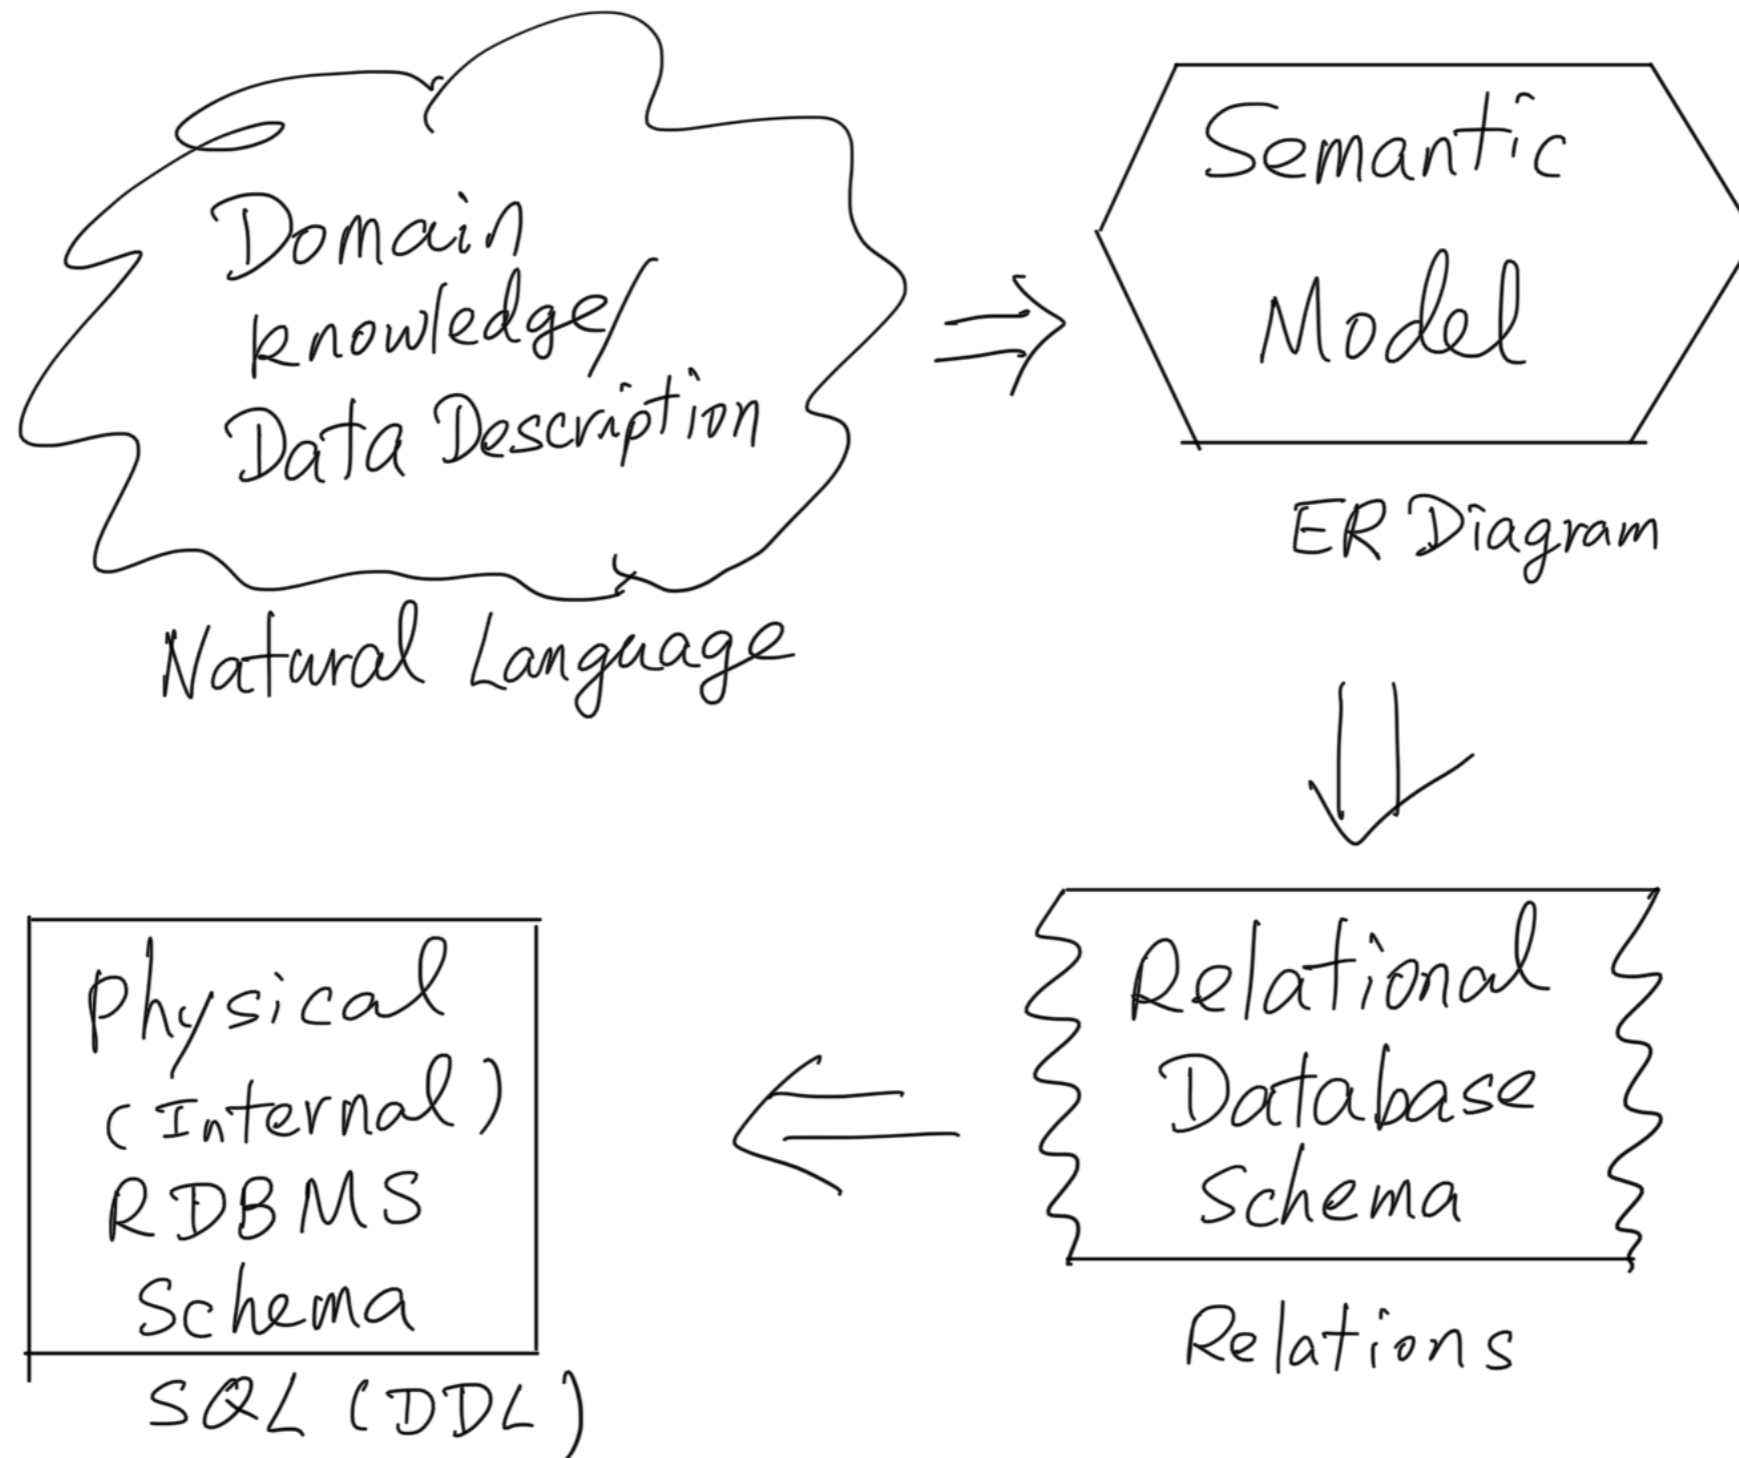 Domain
knowledge/
Data Description
Natural Language
Semantic
Model
ER Diagram
Relational
Database
Schema
Relations
Physical
(Internal)
RDBMS
Schema
SQL (DDL)